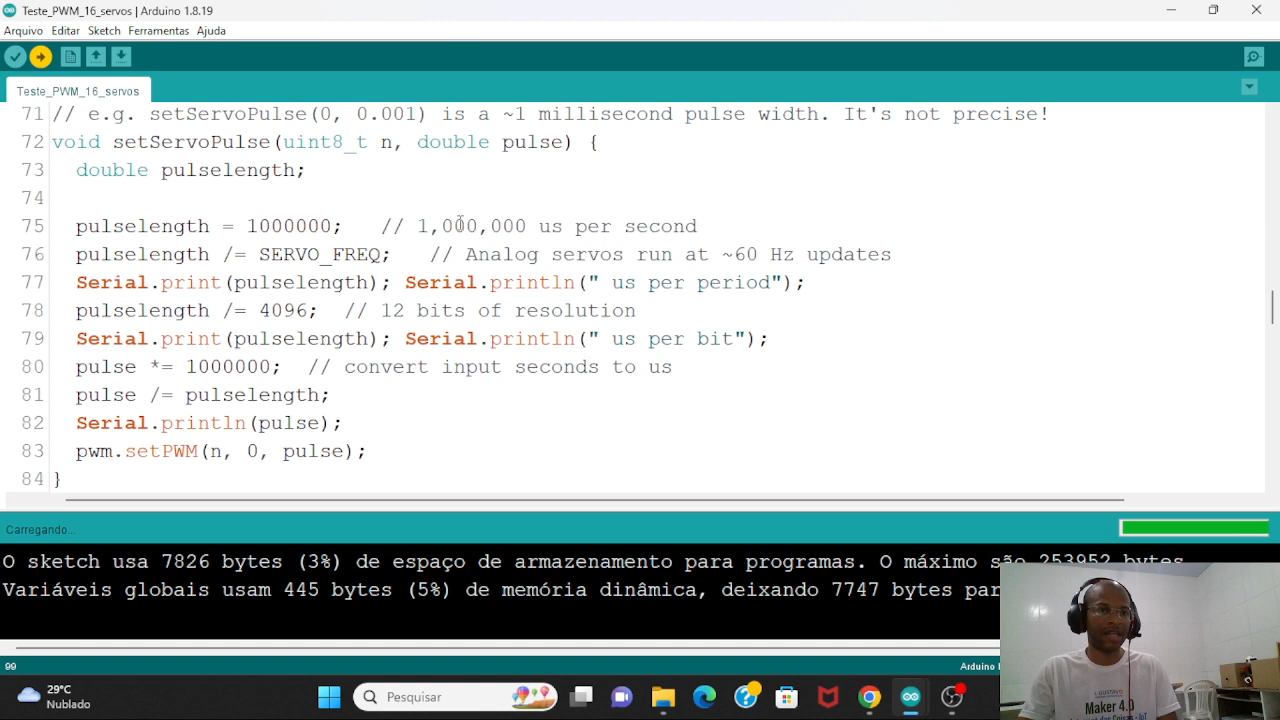 Teste_PWM_16_servos | Arduino 1.8.19
Arquivo Editar Sketch Ferramentas Ajuda
Teste_PWM_16_servos
71 // e.g. setServoPulse(0, 0.001) is a ~1 millisecond pulse width. It's not precise!
72 void setServoPulse(uint8_t n, double pulse) {
73 double pulselength;
74
75 pulselength = 1000000; // 1,000,000 us per second
76 pulselength /= SERVO_FREQ; // Analog servos run at ~60 Hz updates
77 Serial.print(pulselength); Serial.println(" us per period");
78 pulselength /= 4096; // 12 bits of resolution
79 Serial.print(pulselength); Serial.println(" us per bit");
80 pulse *= 1000000; // convert input seconds to us
81 pulse /= pulselength;
82 Serial.println(pulse);
83 pwm.setPWM(n, 0, pulse);
84 }
Carregando...
O sketch usa 7826 bytes (3%) de espaço de armazenamento para programas. O máximo são 253952 bytes
Variáveis globais usam 445 bytes (5%) de memória dinâmica, deixando 7747 bytes par
99
Arduino
29°C
Nublado
Pesquisar
I. GUSTAVO
Maker 4.0